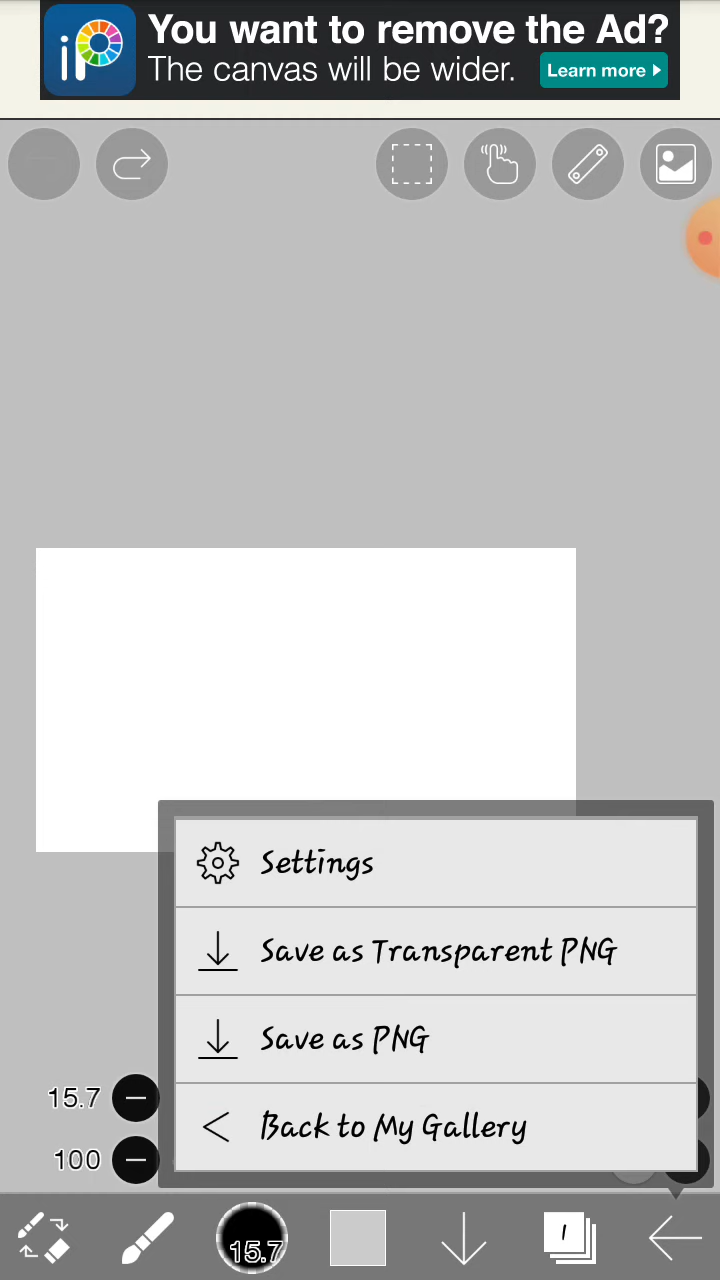 iP
You want to remove the Ad?
The canvas will be wider.
Learn more
Settings
Save as Transparent PNG
Save as PNG
Back to My Gallery
15.7
100
15.7
1